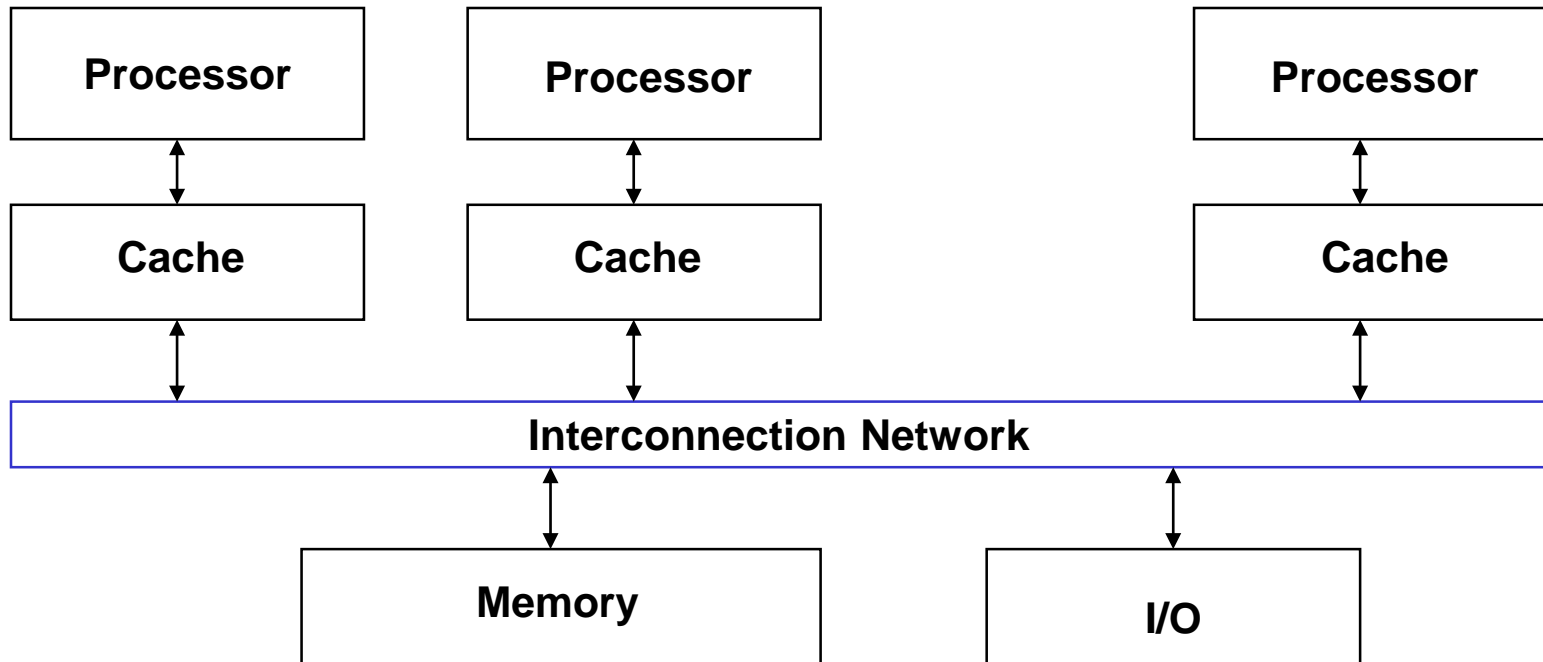 Processor
Processor
Processor
Cache
Cache
Cache
Interconnection Network
Memory
I/O